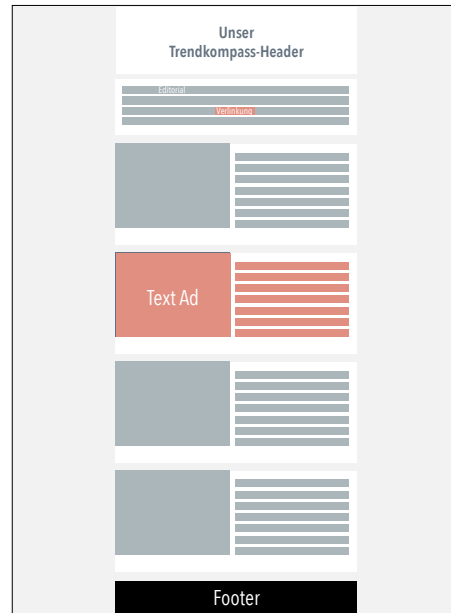 Unser
Trendkompass-Header
Editorial
Verlinkung
Text Ad
Footer